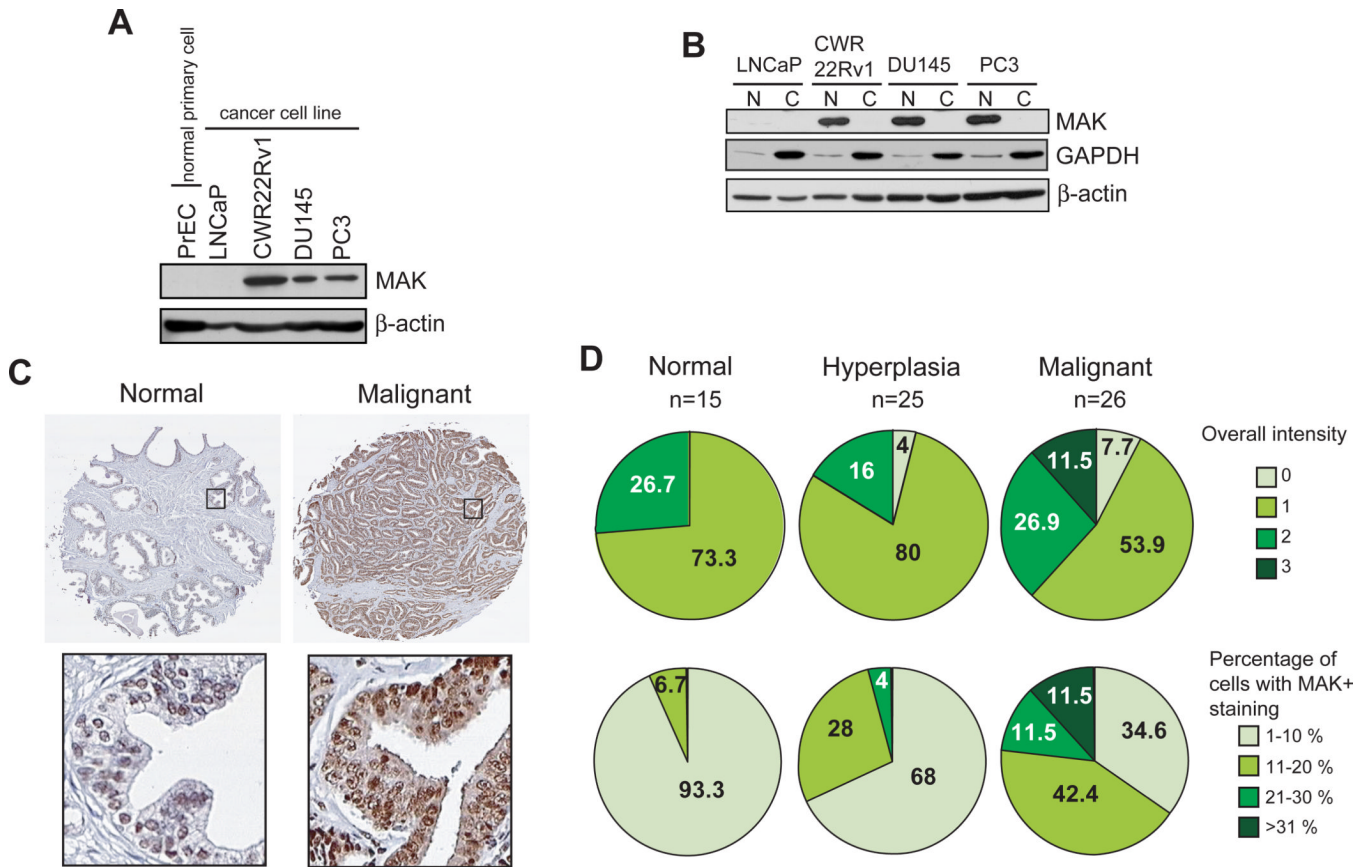 A
normal primary cell
cancer cell line
PrEC
LNCaP
CWR22Rv1
DU145
PC3
MAK
β-actin
B
LNCaP
CWR
22Rv1
DU145
PC3
N C N C N C N C
MAK
GAPDH
β-actin
C
Normal
Malignant
D
Normal
n=15
Hyperplasia
n=25
Malignant
n=26
26.7
73.3
4
16
80
7.7
11.5
26.9
53.9
Overall intensity
0
1
2
3
6.7
93.3
4
28
68
11.5
11.5
34.6
42.4
Percentage of
cells with MAK+
staining
1-10 %
11-20 %
21-30 %
>31 %